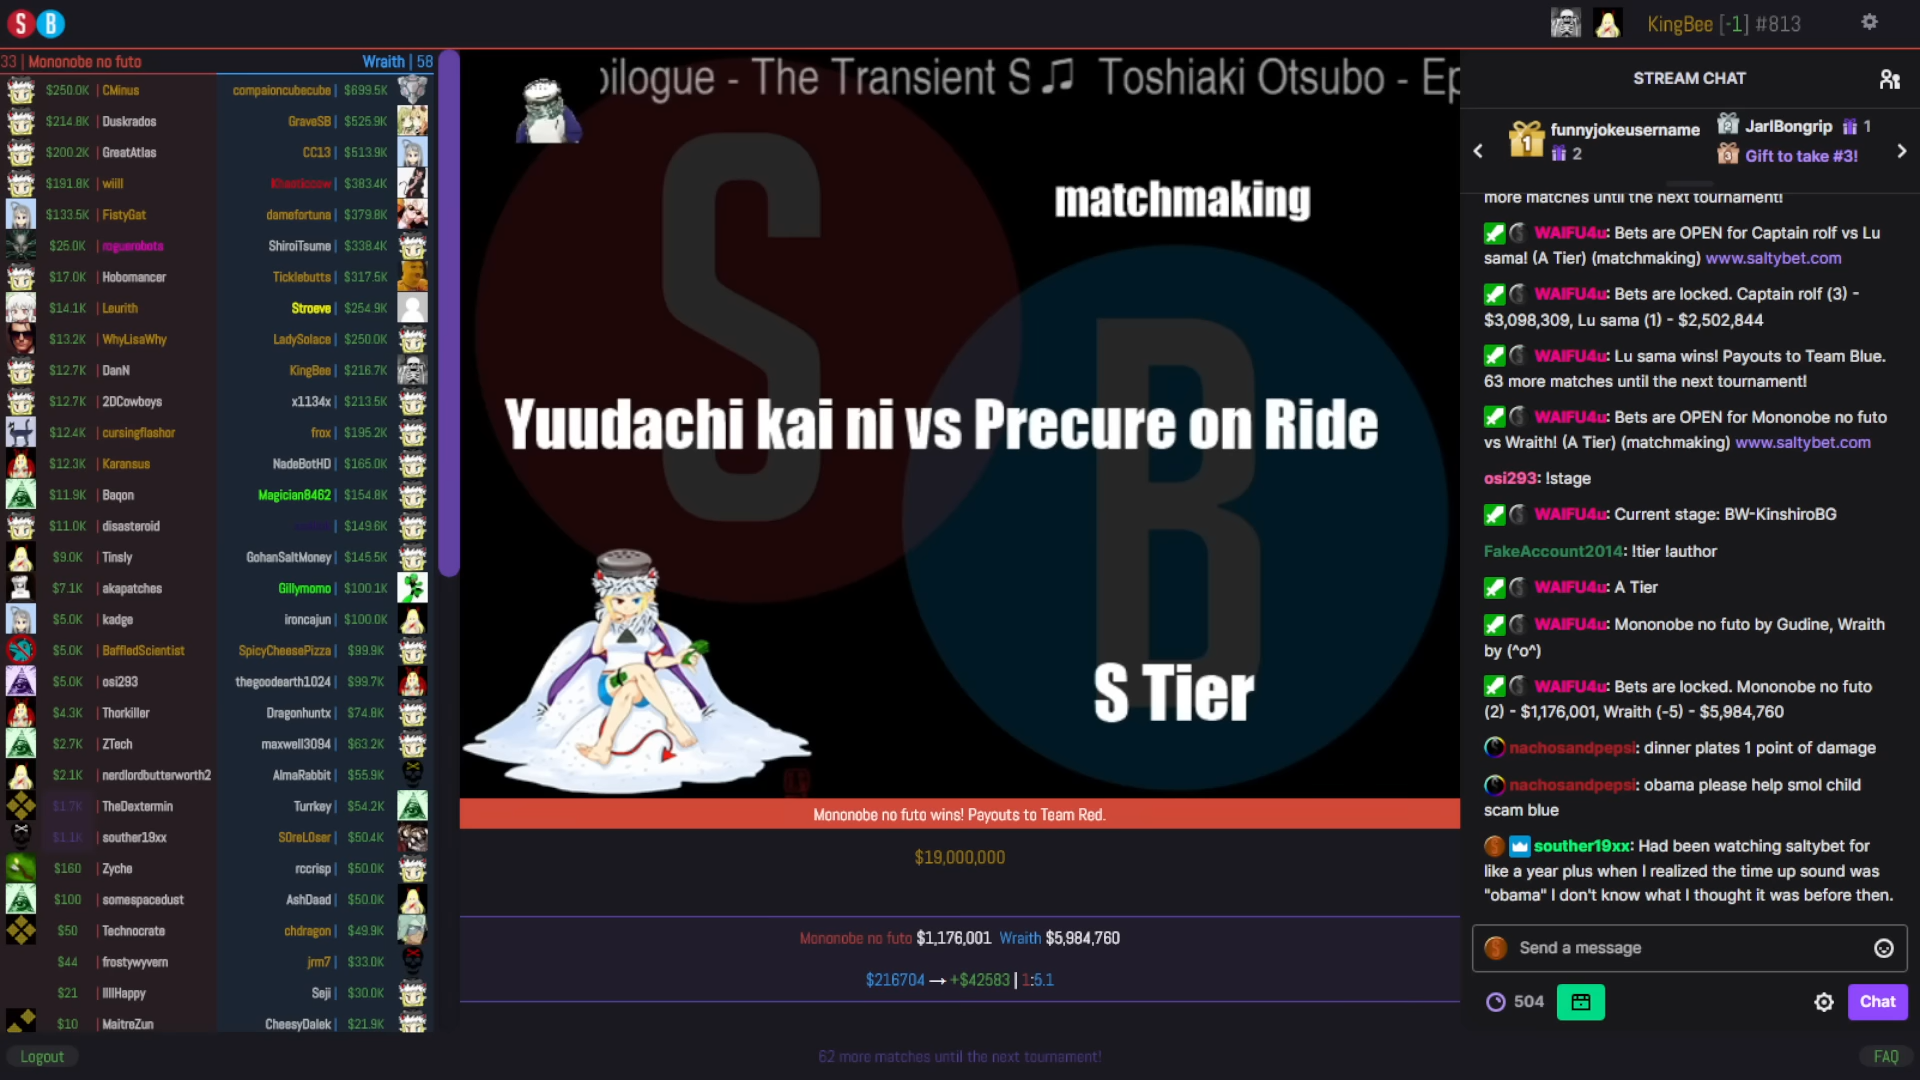 S B
KingBee [-1] #813
33 | Mononobe no futo
Wraith | 58
$250.0K | CMinus
compaioncubecube | $699.5K
$214.8K | Duskrados
GraveSB | $525.9K
$200.2K | GreatAtlas
CC13 | $513.9K
$191.8K | wiill
Khaoticcow | $383.4K
$133.5K | FistyGat
damefortuna | $379.8K
$25.0K | roguerobots
ShiroiTsume | $338.4K
$17.0K | Hobomancer
Ticklebutts | $317.5K
$14.1K | Leurith
Stroeve | $254.9K
$13.2K | WhyLisaWhy
LadySolace | $250.0K
$12.7K | DanN
KingBee | $216.7K
$12.7K | 2DCowboys
x1134x | $213.5K
$12.4K | cursingflashor
frox | $195.2K
$12.3K | Karansus
NadeBotHD | $165.0K
$11.9K | Baqon
Magician8462 | $154.8K
$11.0K | disasteroid
| $149.6K
$9.0K | Tinsly
GohanSaltMoney | $145.5K
$7.1K | akapatches
Gillymomo | $100.1K
$5.0K | kadge
ironcajun | $100.0K
$5.0K | BaffledScientist
SpicyCheesePizza | $99.9K
$5.0K | osi293
thegoodearth1024 | $99.7K
$4.3K | Thorkiller
Dragonhuntx | $74.8K
$2.7K | ZTech
maxwell3094 | $63.2K
$2.1K | nerdlordbutterworth2
AlmaRabbit | $55.9K
$1.7K | TheDextermin
Turrkey | $54.2K
$1.1K | souther19xx
S0reL0ser | $50.4K
$160 | Zyche
rccrisp | $50.0K
$100 | somespacedust
AshDaad | $50.0K
$50 | Technocrate
chdragon | $49.9K
$44 | frostywyvern
jrm7 | $33.0K
$21 | IIIIHappy
Seji | $30.0K
$10 | MaitreZun
CheesyDalek | $21.9K
Logout
pilogue - The Transient S ♫ Toshiaki Otsubo - Ep
S
B
matchmaking
Yuudachi kai ni vs Precure on Ride
S Tier
Mononobe no futo wins! Payouts to Team Red.
$19,000,000
Mononobe no futo $1,176,001 Wraith $5,984,760
$216704 → +$42583 | 1:5.1
62 more matches until the next tournament!
STREAM CHAT
1 funnyjokeusername
2
2 JarlBongrip 1
3 Gift to take #3!
more matches until the next tournament!
WAIFU4u: Bets are OPEN for Captain rolf vs Lu
sama! (A Tier) (matchmaking) www.saltybet.com
WAIFU4u: Bets are locked. Captain rolf (3) -
$3,098,309, Lu sama (1) - $2,502,844
WAIFU4u: Lu sama wins! Payouts to Team Blue.
63 more matches until the next tournament!
WAIFU4u: Bets are OPEN for Mononobe no futo
vs Wraith! (A Tier) (matchmaking) www.saltybet.com
osi293: !stage
WAIFU4u: Current stage: BW-KinshiroBG
FakeAccount2014: !tier !author
WAIFU4u: A Tier
WAIFU4u: Mononobe no futo by Gudine, Wraith
by (^o^)
WAIFU4u: Bets are locked. Mononobe no futo
(2) - $1,176,001, Wraith (-5) - $5,984,760
nachosandpepsi: dinner plates 1 point of damage
nachosandpepsi: obama please help smol child
scam blue
souther19xx: Had been watching saltybet for
like a year plus when I realized the time up sound was
"obama" I don't know what I thought it was before then.
Send a message
504
Chat
FAQ